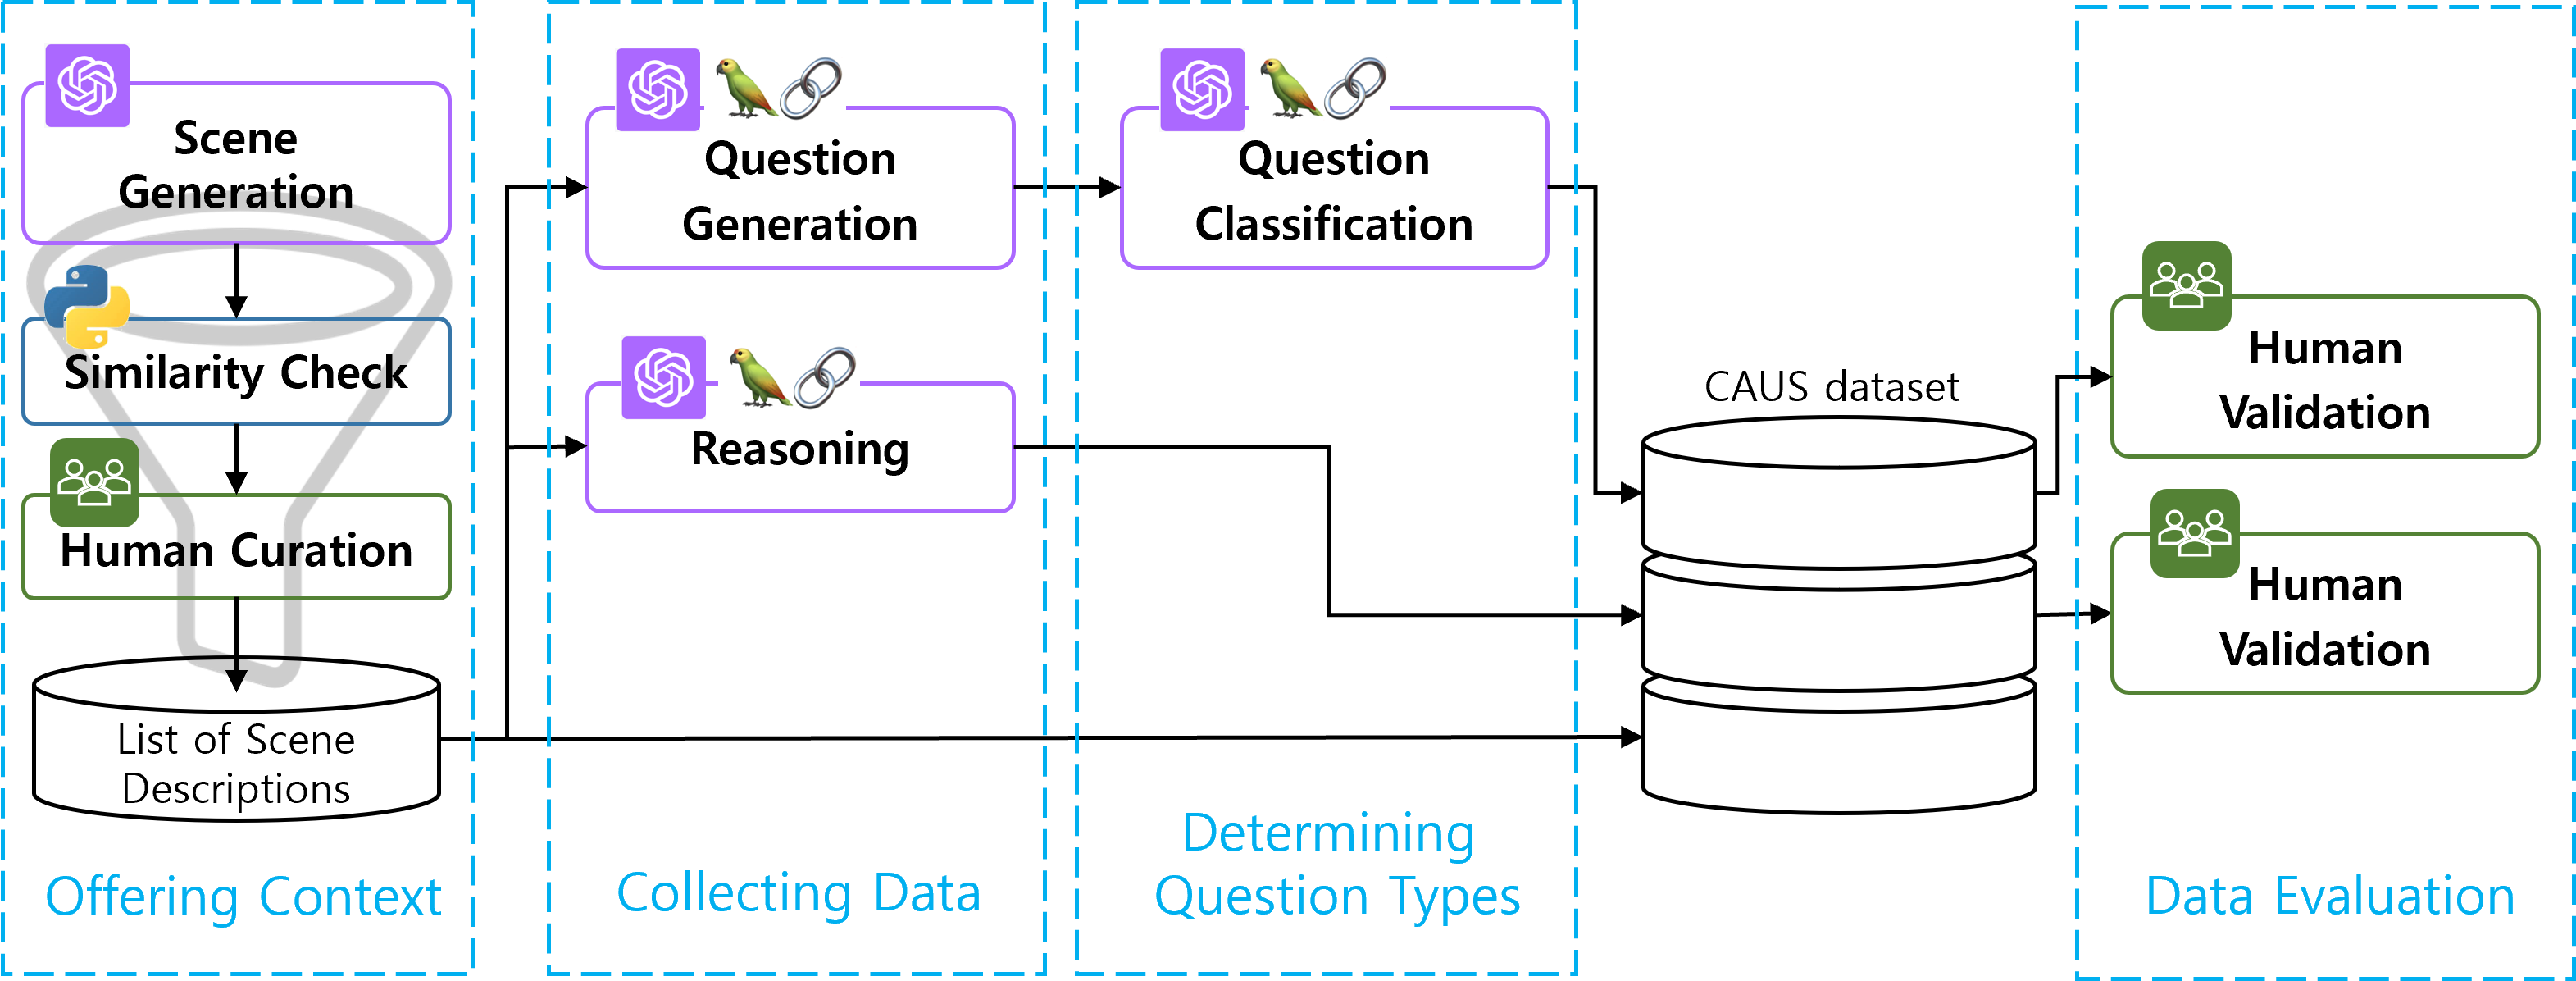 Scene
Generation
Similarity Check
Human Curation
List of Scene
Descriptions
Offering Context
Question
Generation
Reasoning
Collecting Data
Question
Classification
Determining
Question Types
CAUS dataset
Human
Validation
Human
Validation
Data Evaluation